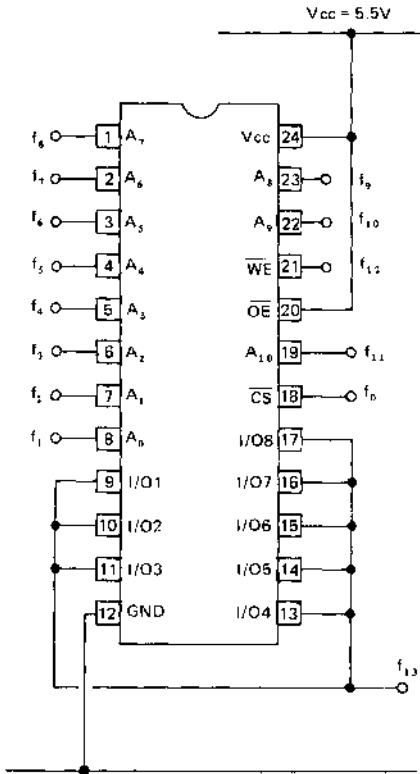 Vcc = 5.5V
f₈ 1 A₇ Vcc 24
f₇ 2 A₆ A₈ 23 f₉
f₆ 3 A₅ A₉ 22 f₁₀
f₅ 4 A₄ W̅E̅ 21 f₁₂
f₄ 5 A₃ O̅E̅ 20
f₃ 6 A₂ A₁₀ 19 f₁₁
f₂ 7 A₁ C̅S̅ 18 f₀
f₁ 8 A₀ I/O8 17
9 I/O1 I/O7 16
10 I/O2 I/O6 15
11 I/O3 I/O5 14
12 GND I/O4 13
f₁₃